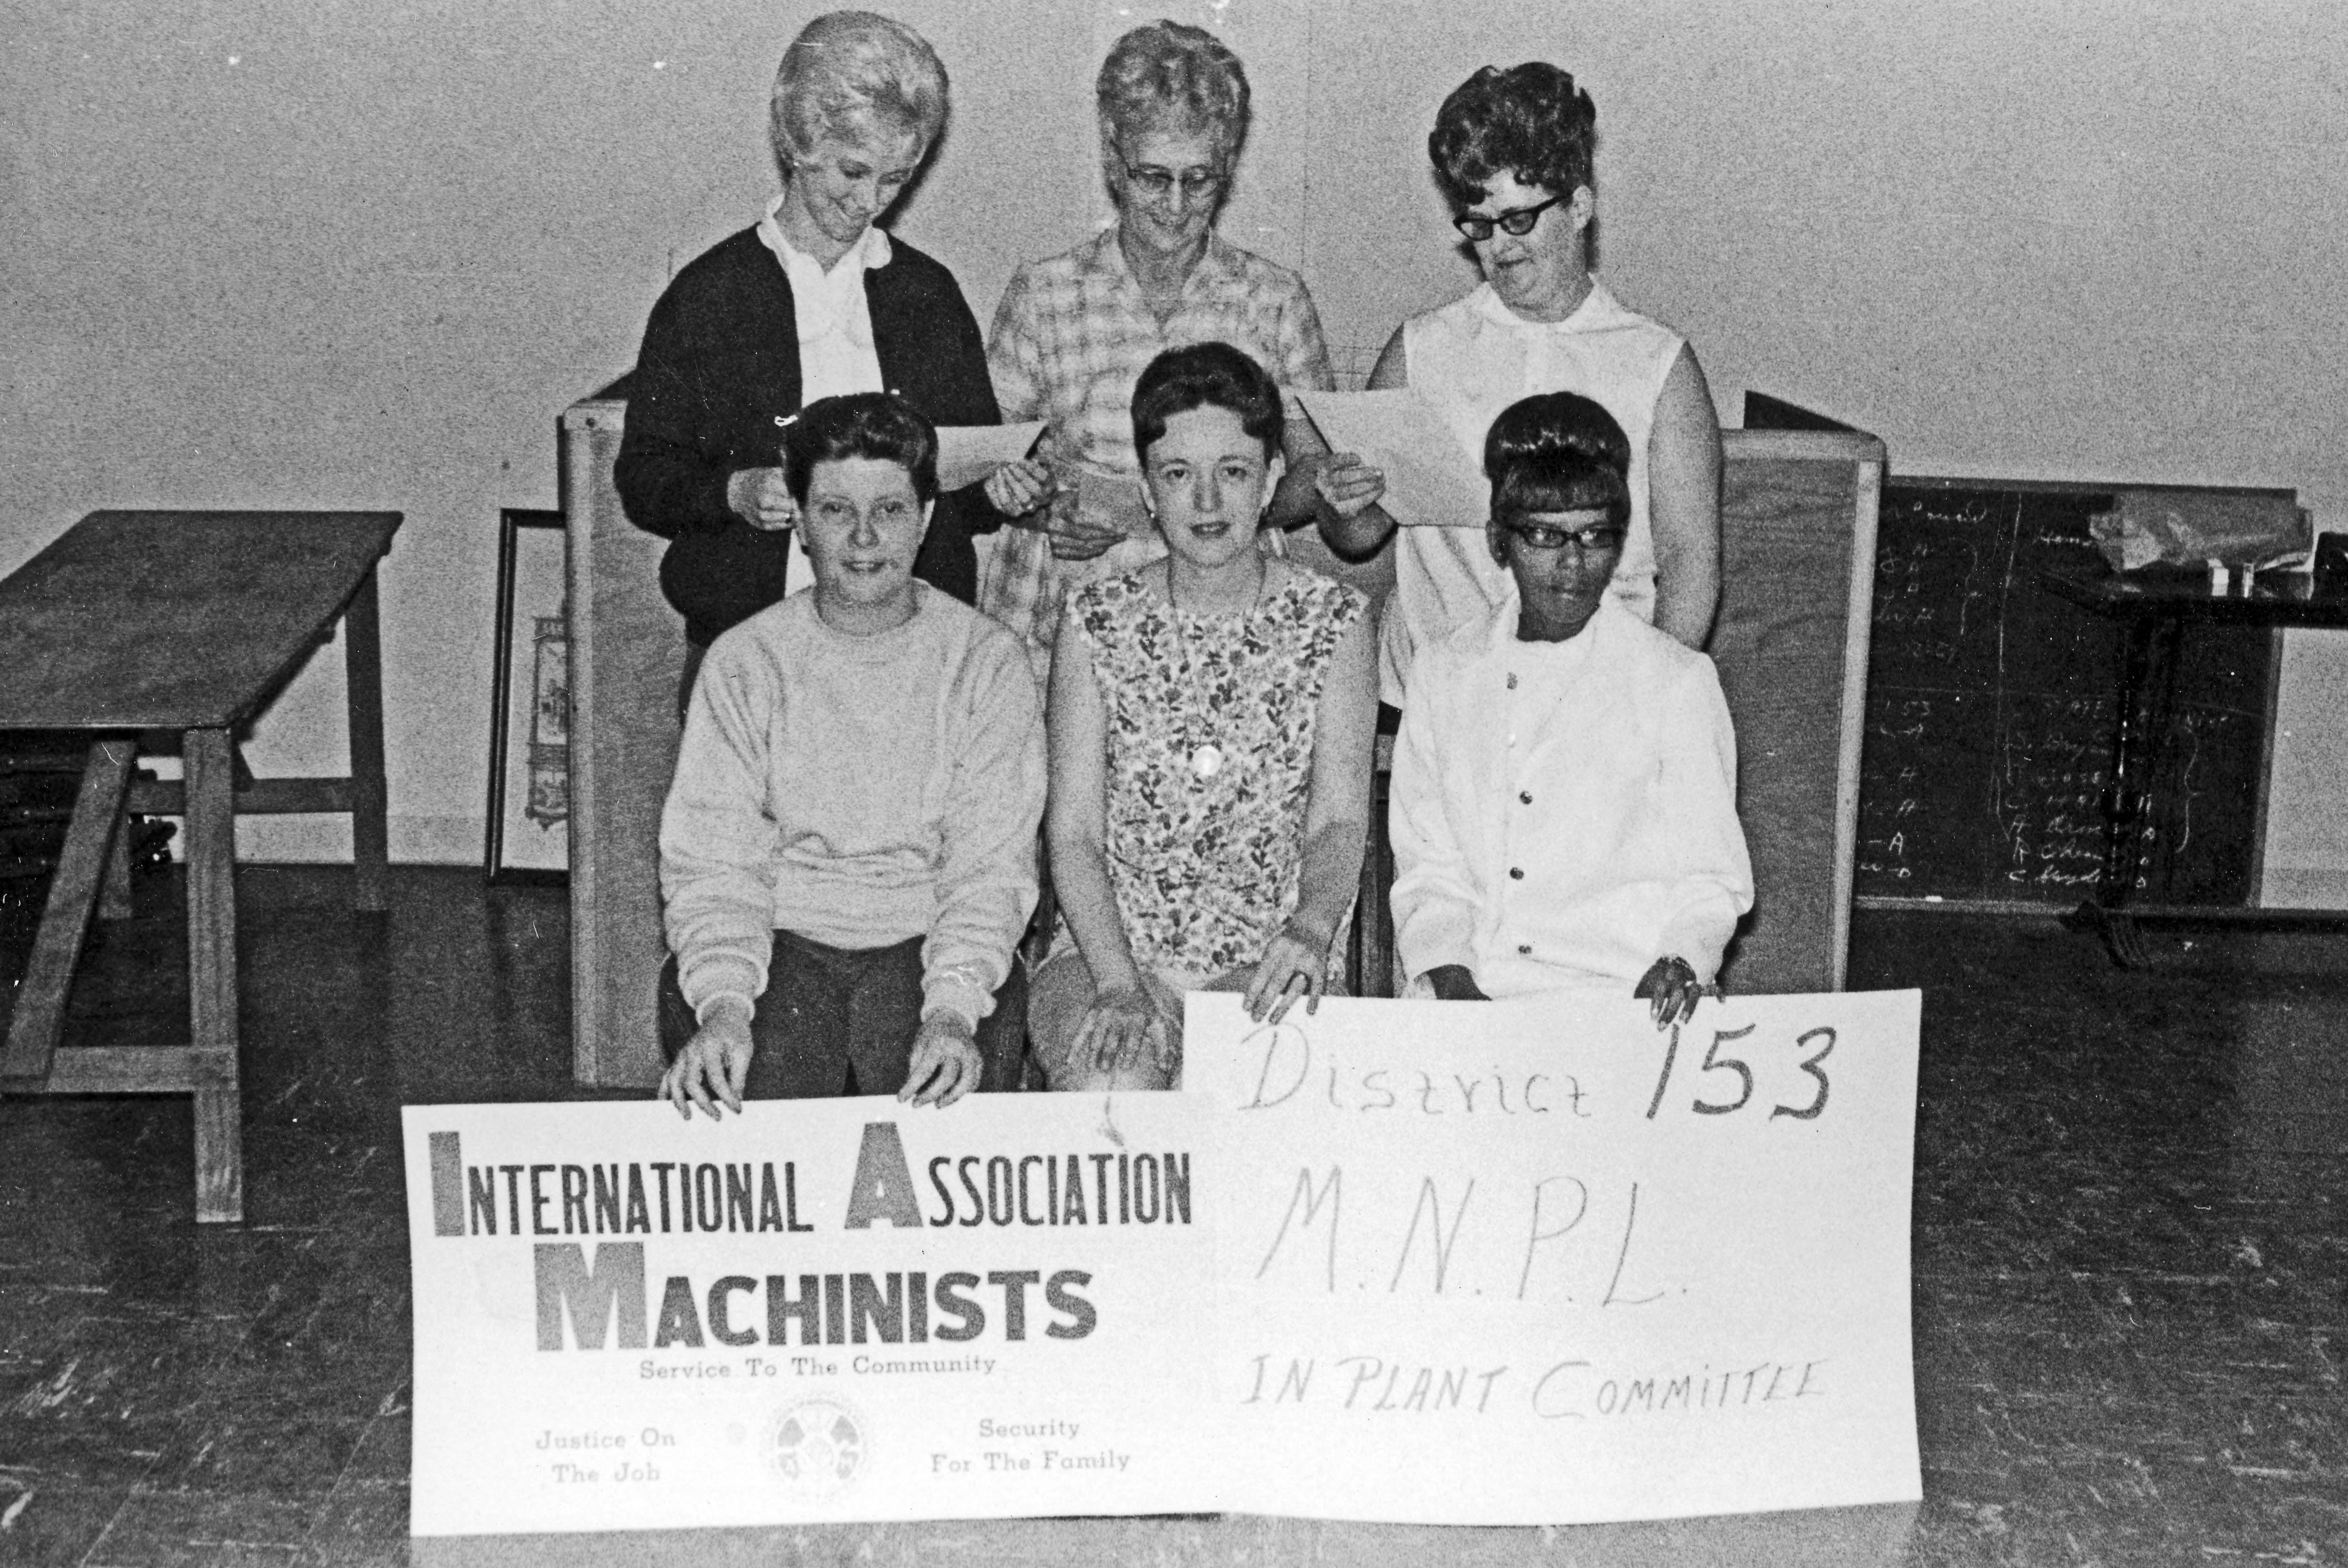 INTERNATIONAL ASSOCIATION
MACHINISTS
Service To The Community
Justice On
The Job
Security
For The Family
District 153
M.N.P.L.
IN PLANT COMMITTEE